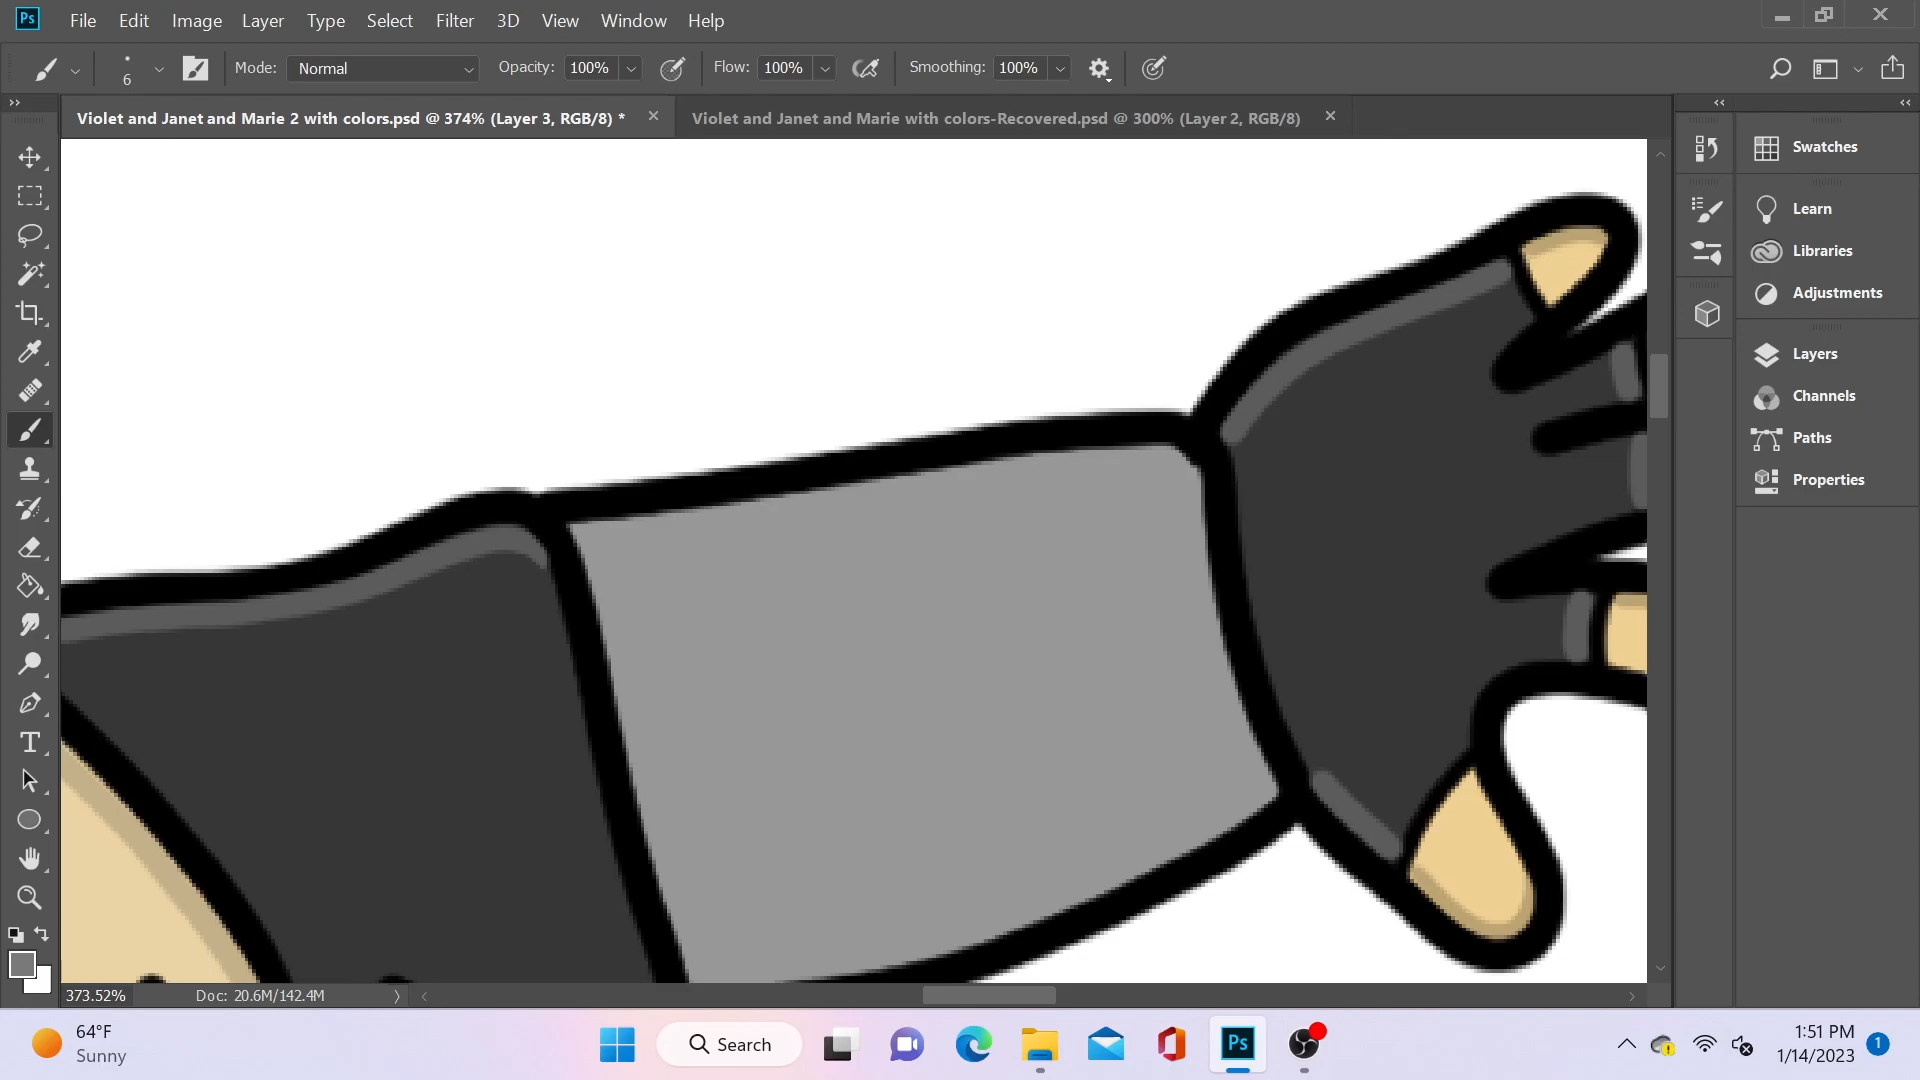 Ps File Edit Image Layer Type Select Filter 3D View Window Help
6 Mode: Normal Opacity: 100% Flow: 100% Smoothing: 100%
Violet and Janet and Marie 2 with colors.psd @ 374% (Layer 3, RGB/8) * Violet and Janet and Marie with colors-Recovered.psd @ 300% (Layer 2, RGB/8)
Swatches
Learn
Libraries
Adjustments
Layers
Channels
Paths
Properties
373.52% Doc: 20.6M/142.4M
64°F
Sunny
Search
Ps
1:51 PM
1/14/2023
1